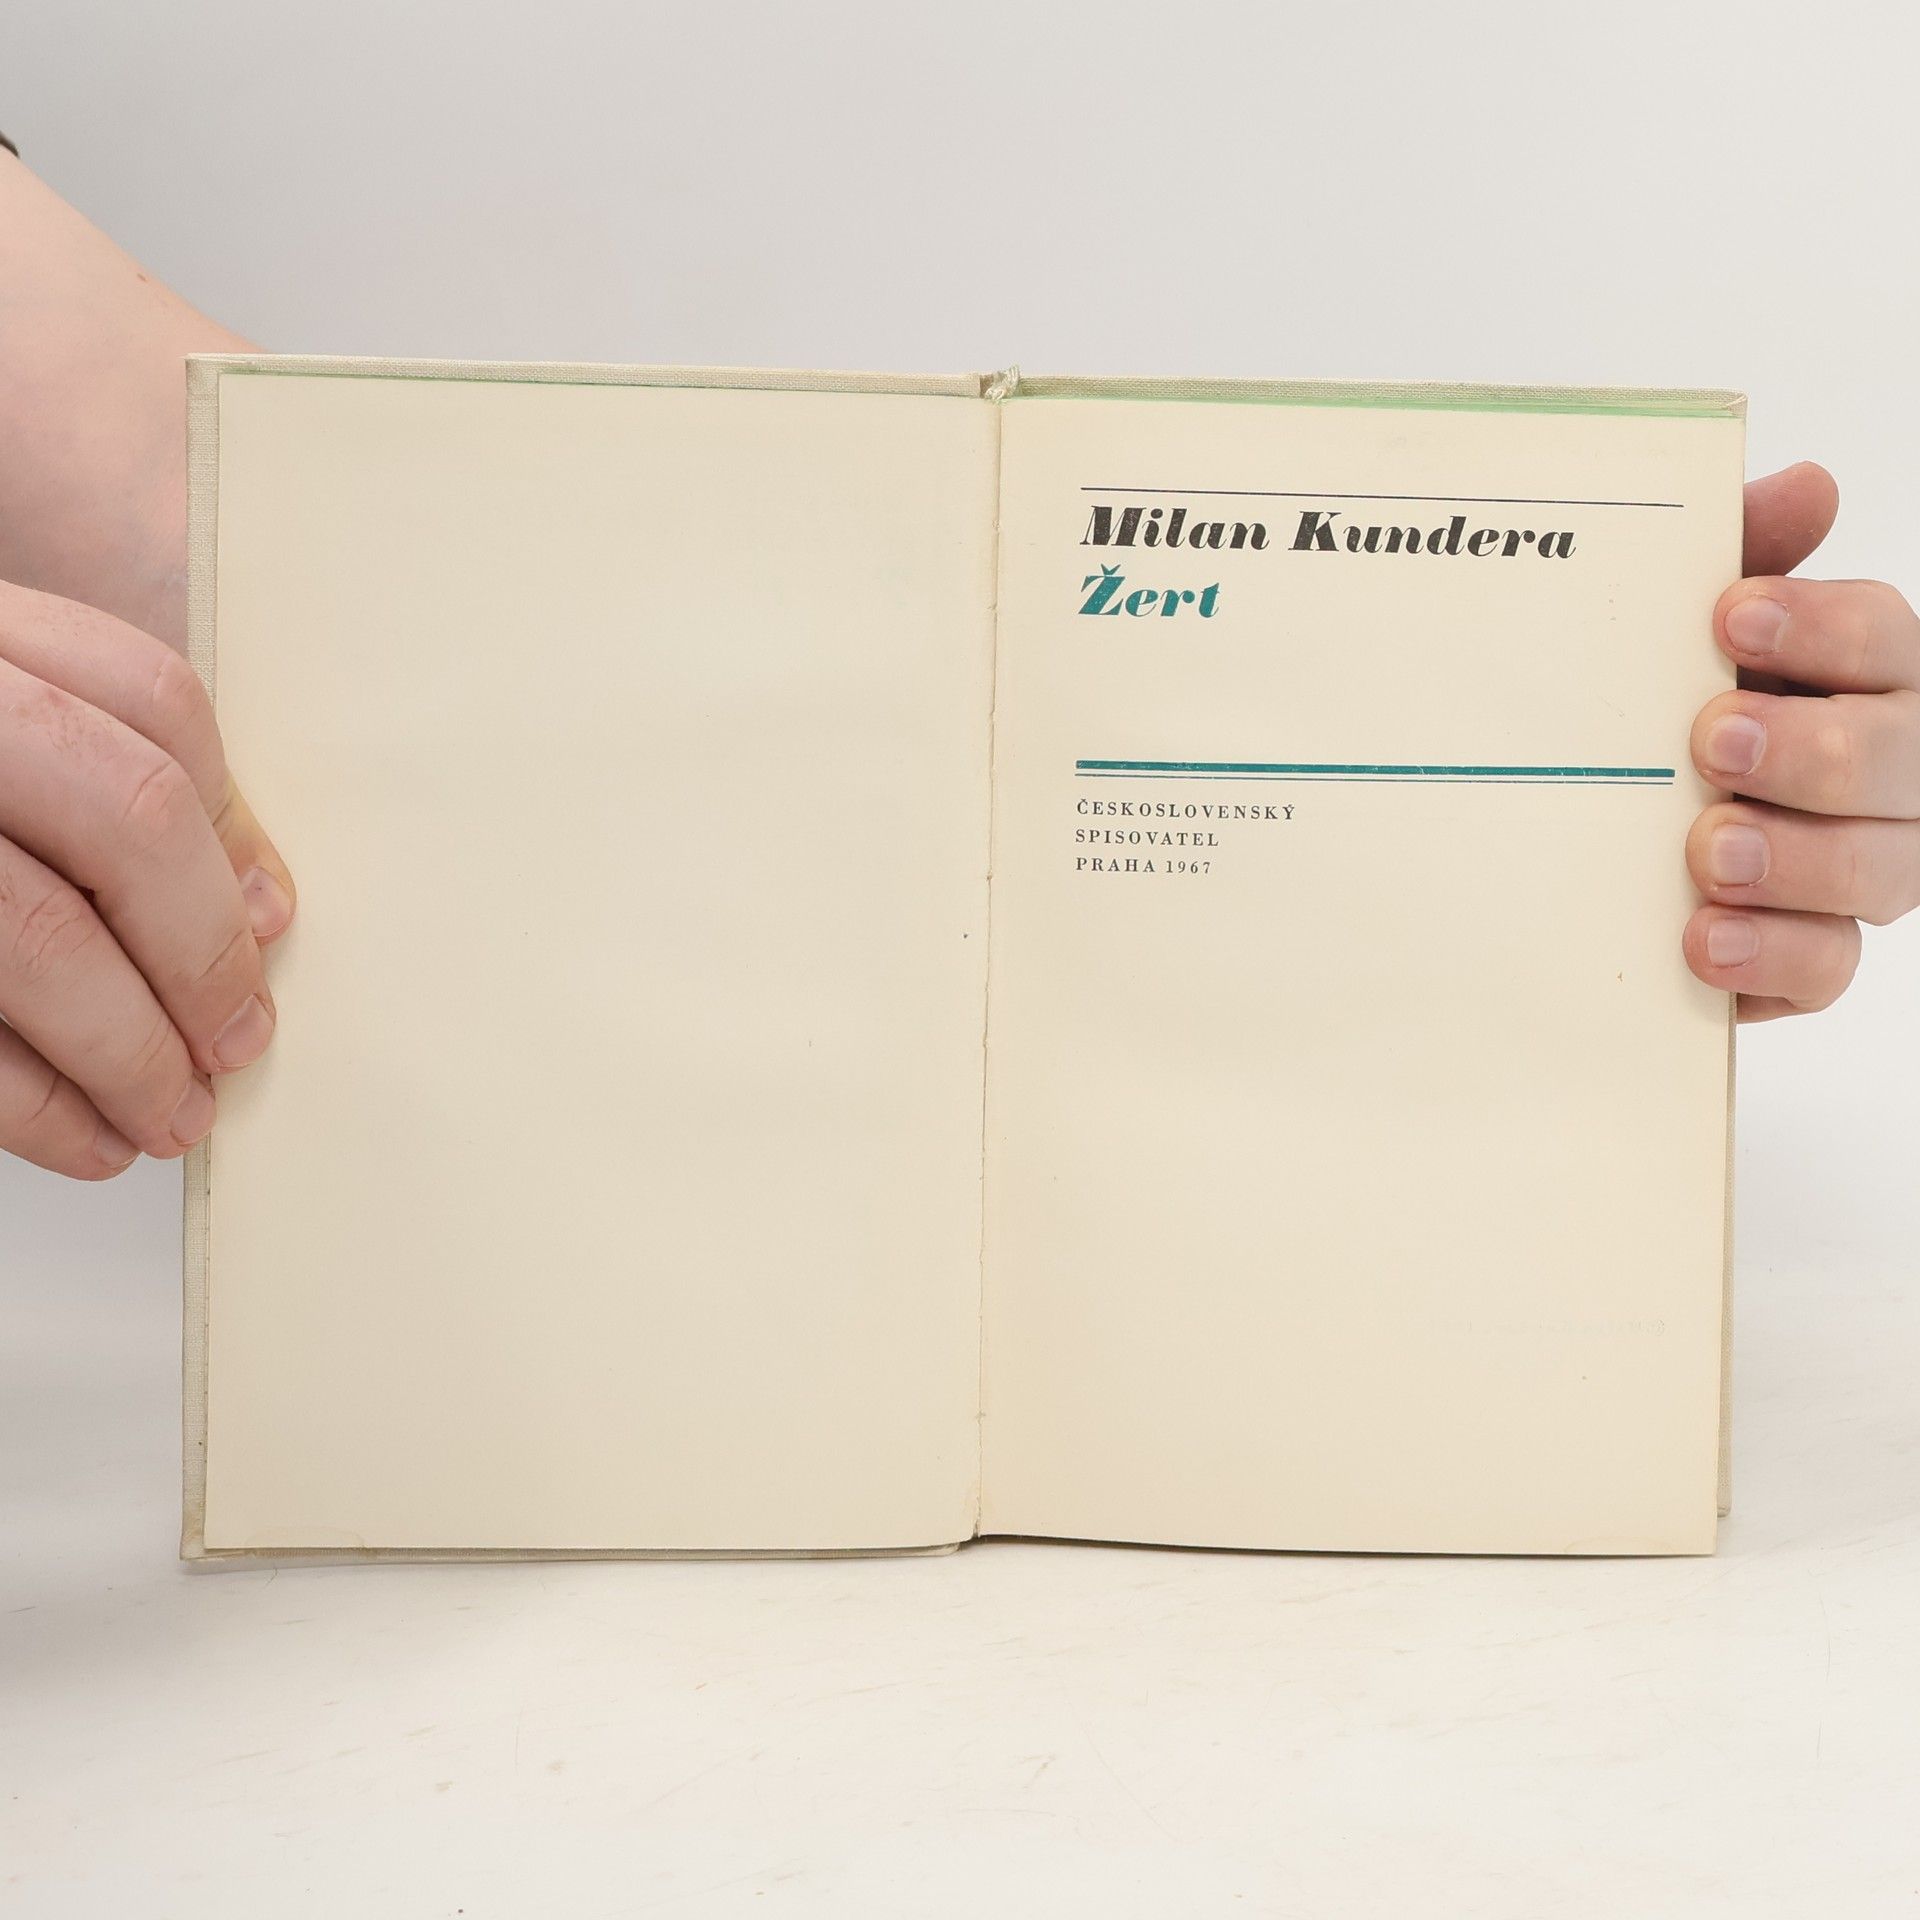 Milan Kundera
Žert
ČESKOSLOVENSKÝ
SPISOVATEL
PRAHA 1967